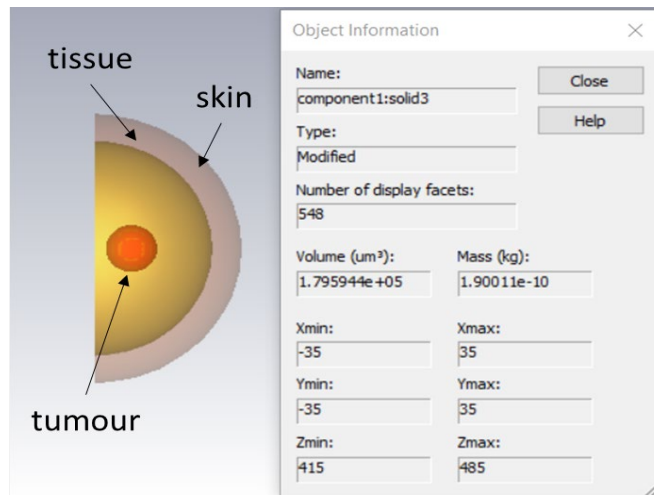 tissue
skin
tumour
Object Information
Name:
component1:solid3
Close
Help
Type:
Modified
Number of display facets:
548
Volume (um³):
Mass (kg):
1.795944e+05
1.90011e-10
Xmin:
Xmax:
-35
35
Ymin:
Ymax:
-35
35
Zmin:
Zmax:
415
485